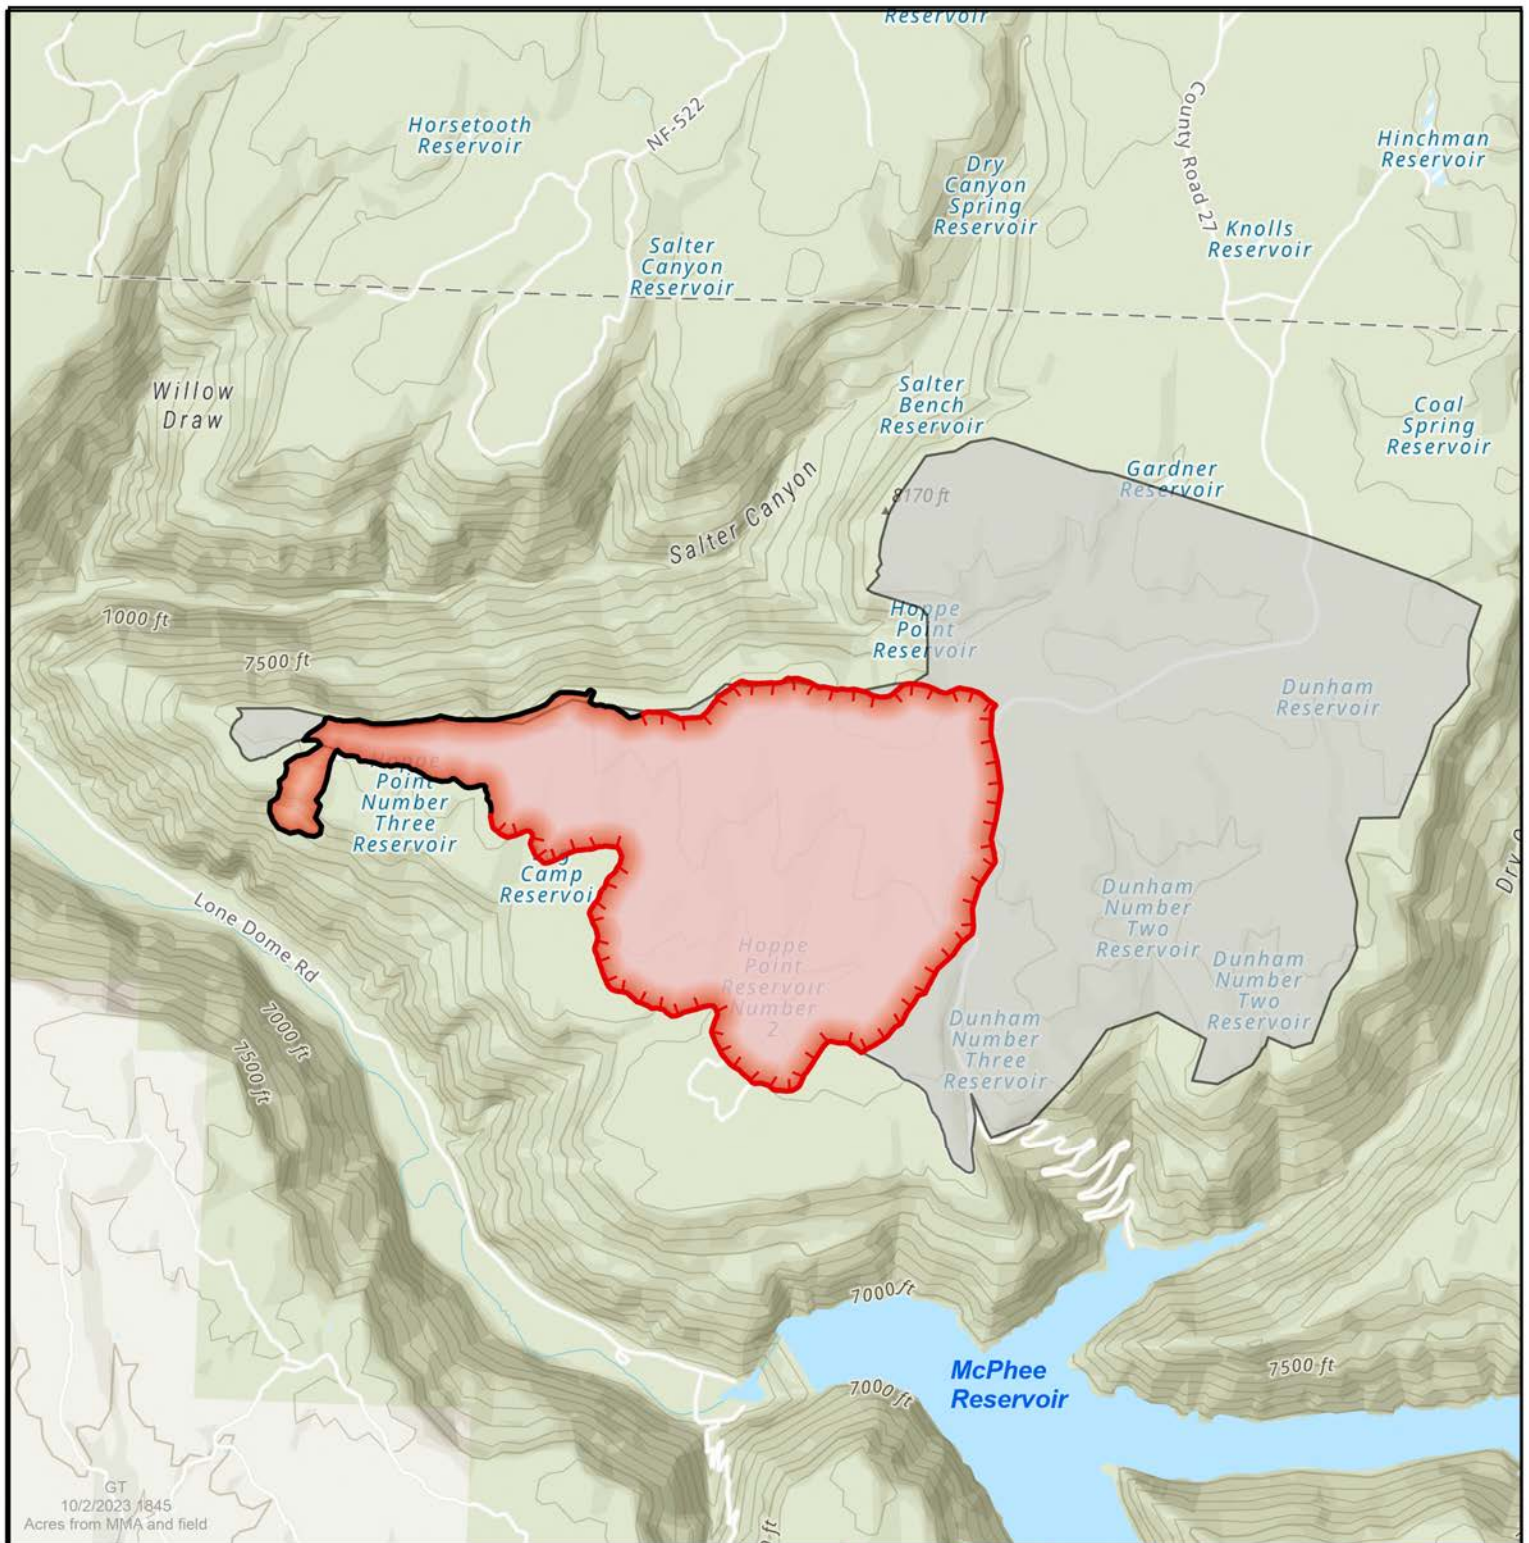 Reservoir
Horsetooth
Reservoir
NF-522
County Road 27
Hinchman
Reservoir
Dry
Canyon
Spring
Reservoir
Knolls
Reservoir
Salter
Canyon
Reservoir
Willow
Draw
Salter
Bench
Reservoir
Coal
Spring
Reservoir
Salter Canyon
Gardner
Reservoir
8170 ft
1000 ft
Hoppe
Point
Reservoir
7500 ft
Dunham
Reservoir
Hoppe
Point
Number
Three
Reservoir
Camp
Reservoir
Dunham
Number
Two
Reservoir
Lone Dome Rd
Hoppe
Point
Reservoir
Number
2
Dunham
Number
Two
Reservoir
7000 ft
7500 ft
Dunham
Number
Three
Reservoir
7000 ft
McPhee
Reservoir
7500 ft
7000 ft
GT
10/2/2023 1845
Acres from MMA and field